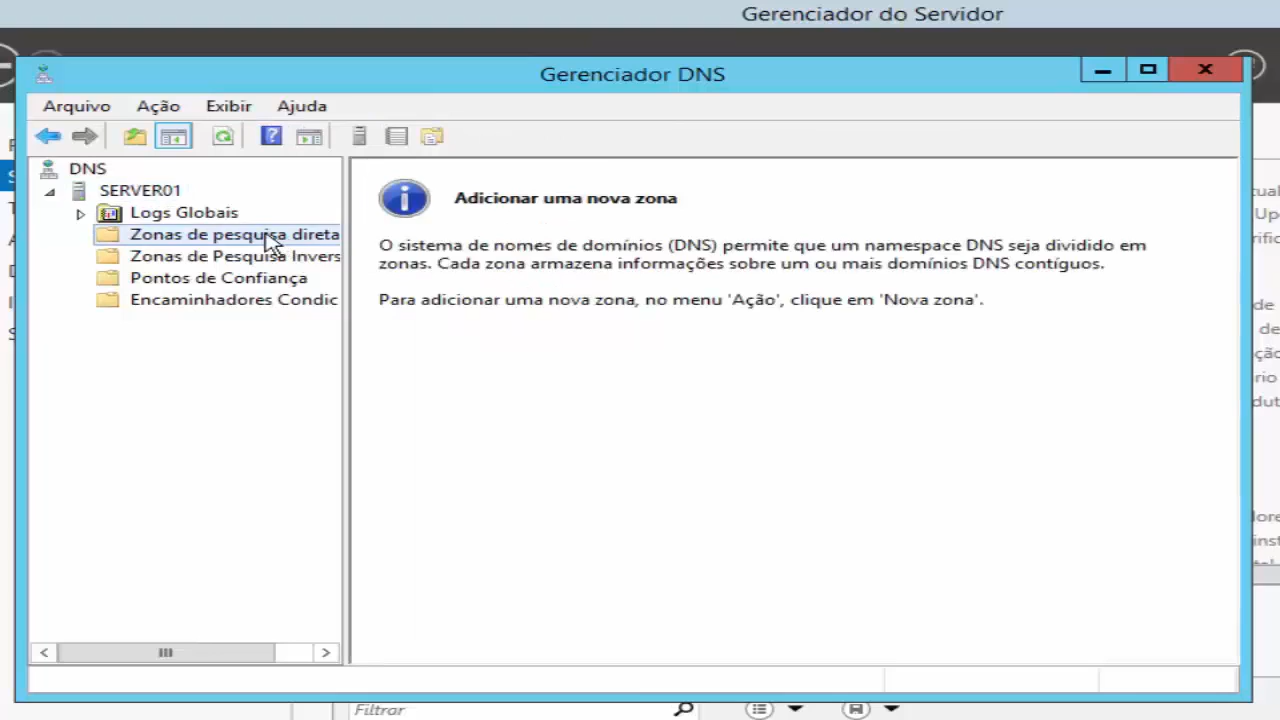 Gerenciador do Servidor
Gerenciador DNS
Arquivo Ação Exibir Ajuda
DNS
SERVER01
Logs Globais
Zonas de pesquisa direta
Zonas de Pesquisa Invers
Pontos de Confiança
Encaminhadores Condic
Adicionar uma nova zona
O sistema de nomes de domínios (DNS) permite que um namespace DNS seja dividido em
zonas. Cada zona armazena informações sobre um ou mais domínios DNS contíguos.
Para adicionar uma nova zona, no menu 'Ação', clique em 'Nova zona'.
Filtrar